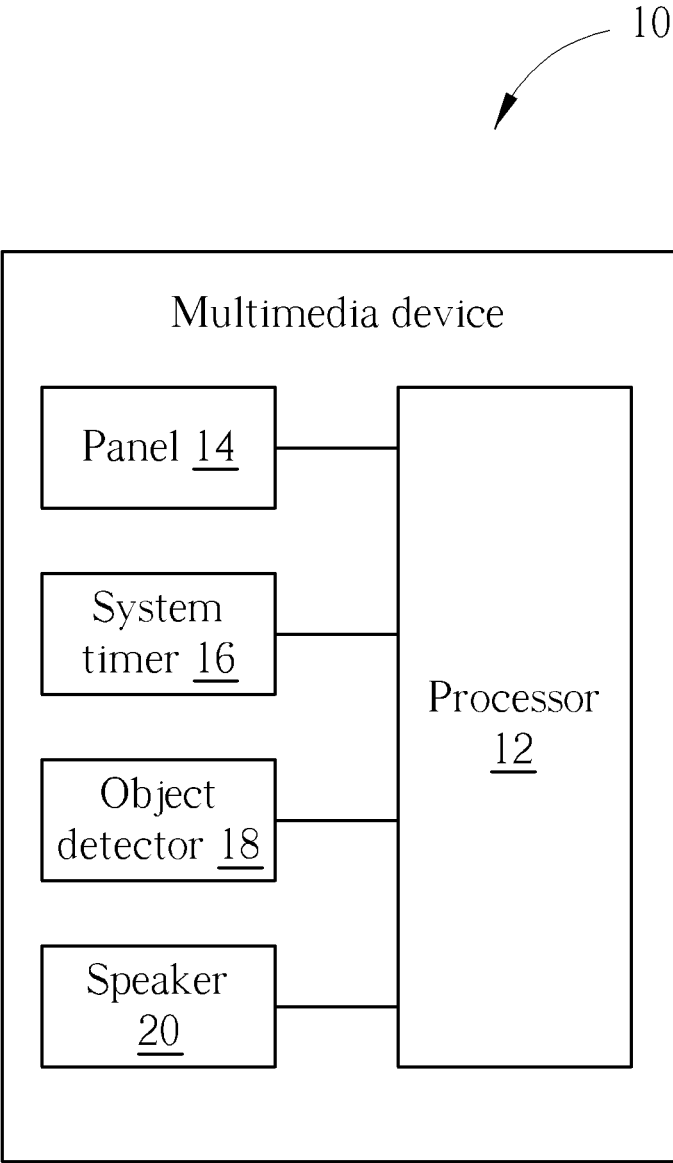 10
Multimedia device
Panel 14
System
timer 16
Object
detector 18
Speaker
20
Processor
12